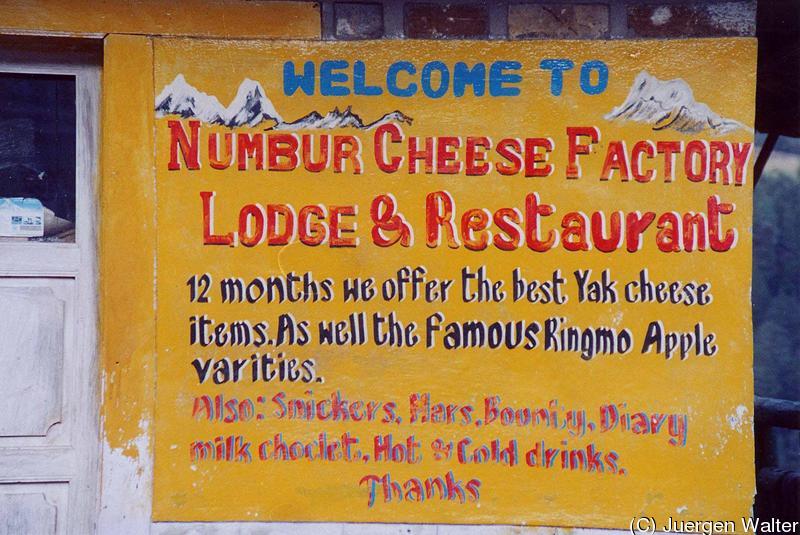 WELCOME TO
NUMBUR CHEESE FACTORY
LODGE & Restaurant
12 months we offer the best Yak cheese
items. As well the FAMOUS Ringmo Apple
varities.
Also: Snickers, Mars, Bounty, Diary
milk choclet, Hot & Cold drinks.
Thanks
(C) Juergen Walter